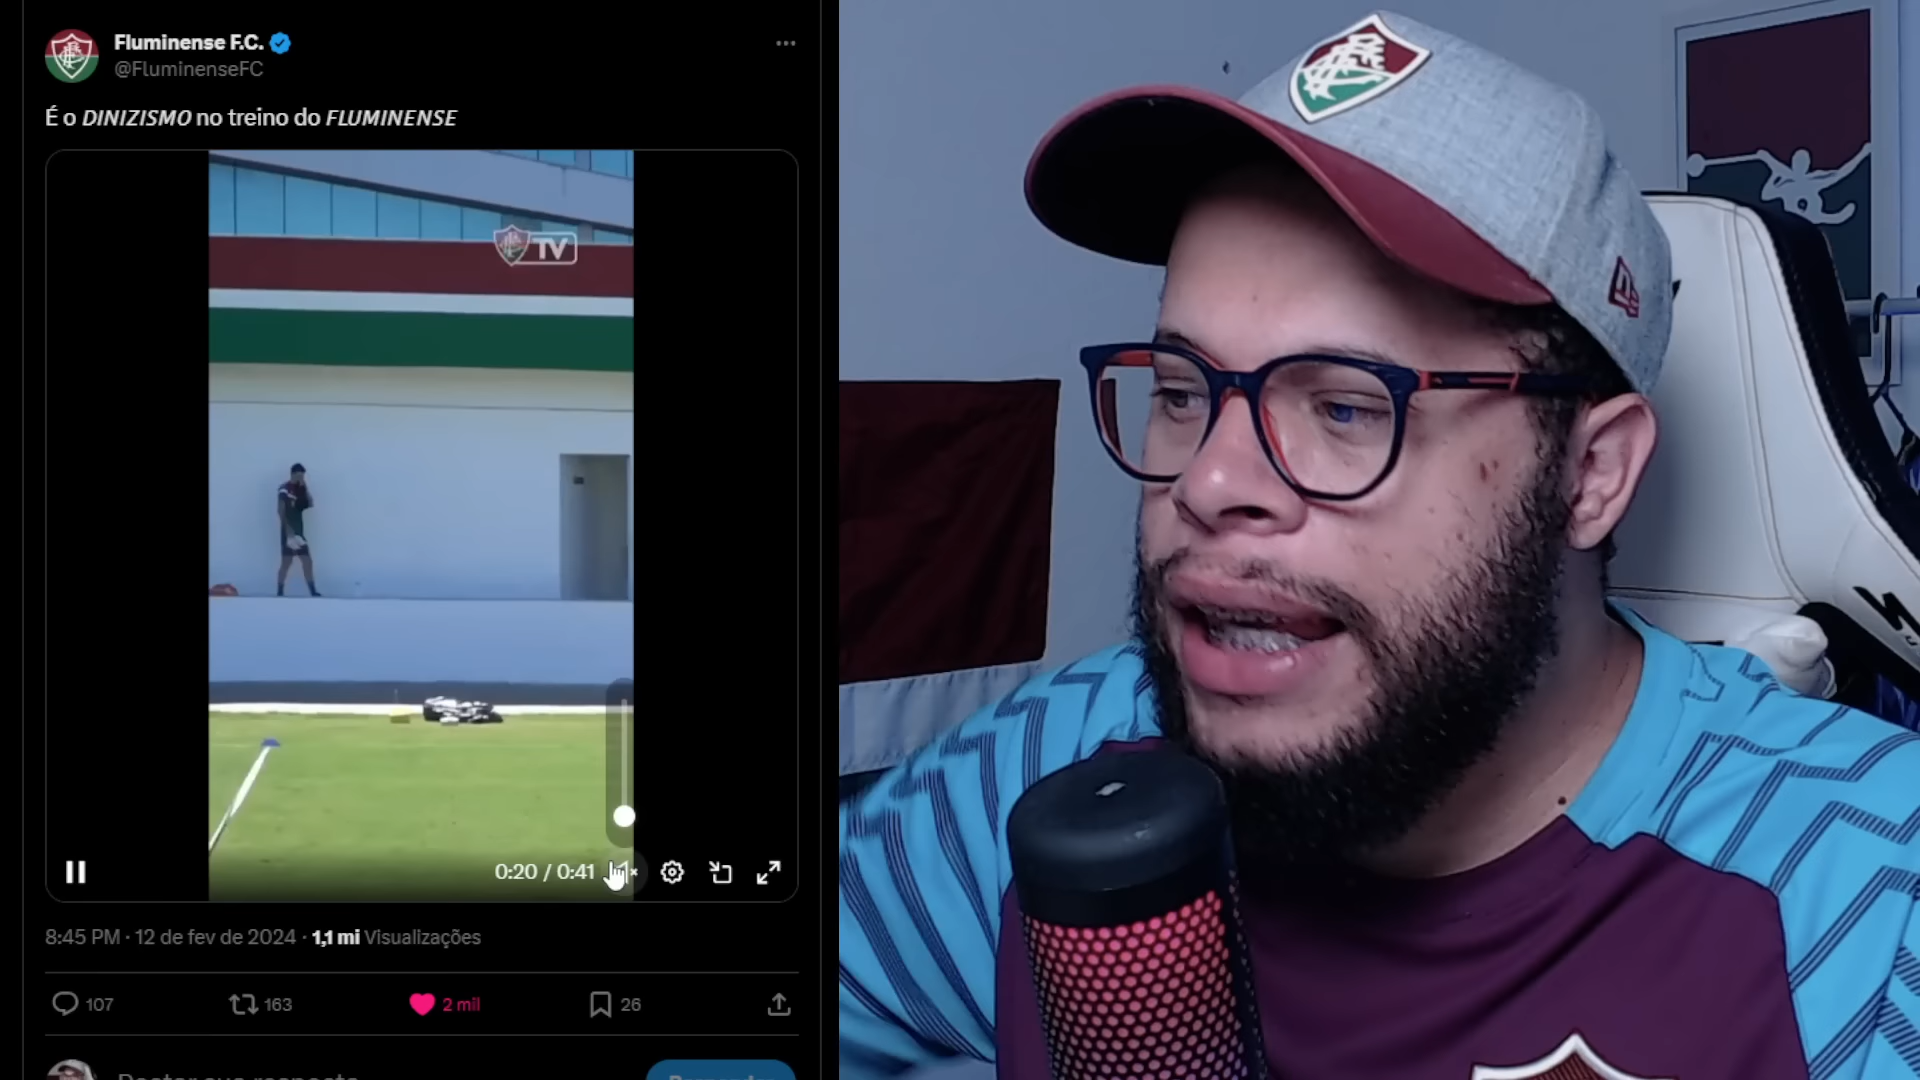 Fluminense F.C.
@FluminenseFC
É o DINIZISMO no treino do FLUMINENSE
TV
0:20 / 0:41
8:45 PM · 12 de fev de 2024 · 1,1 mi Visualizações
107
163
2 mil
26